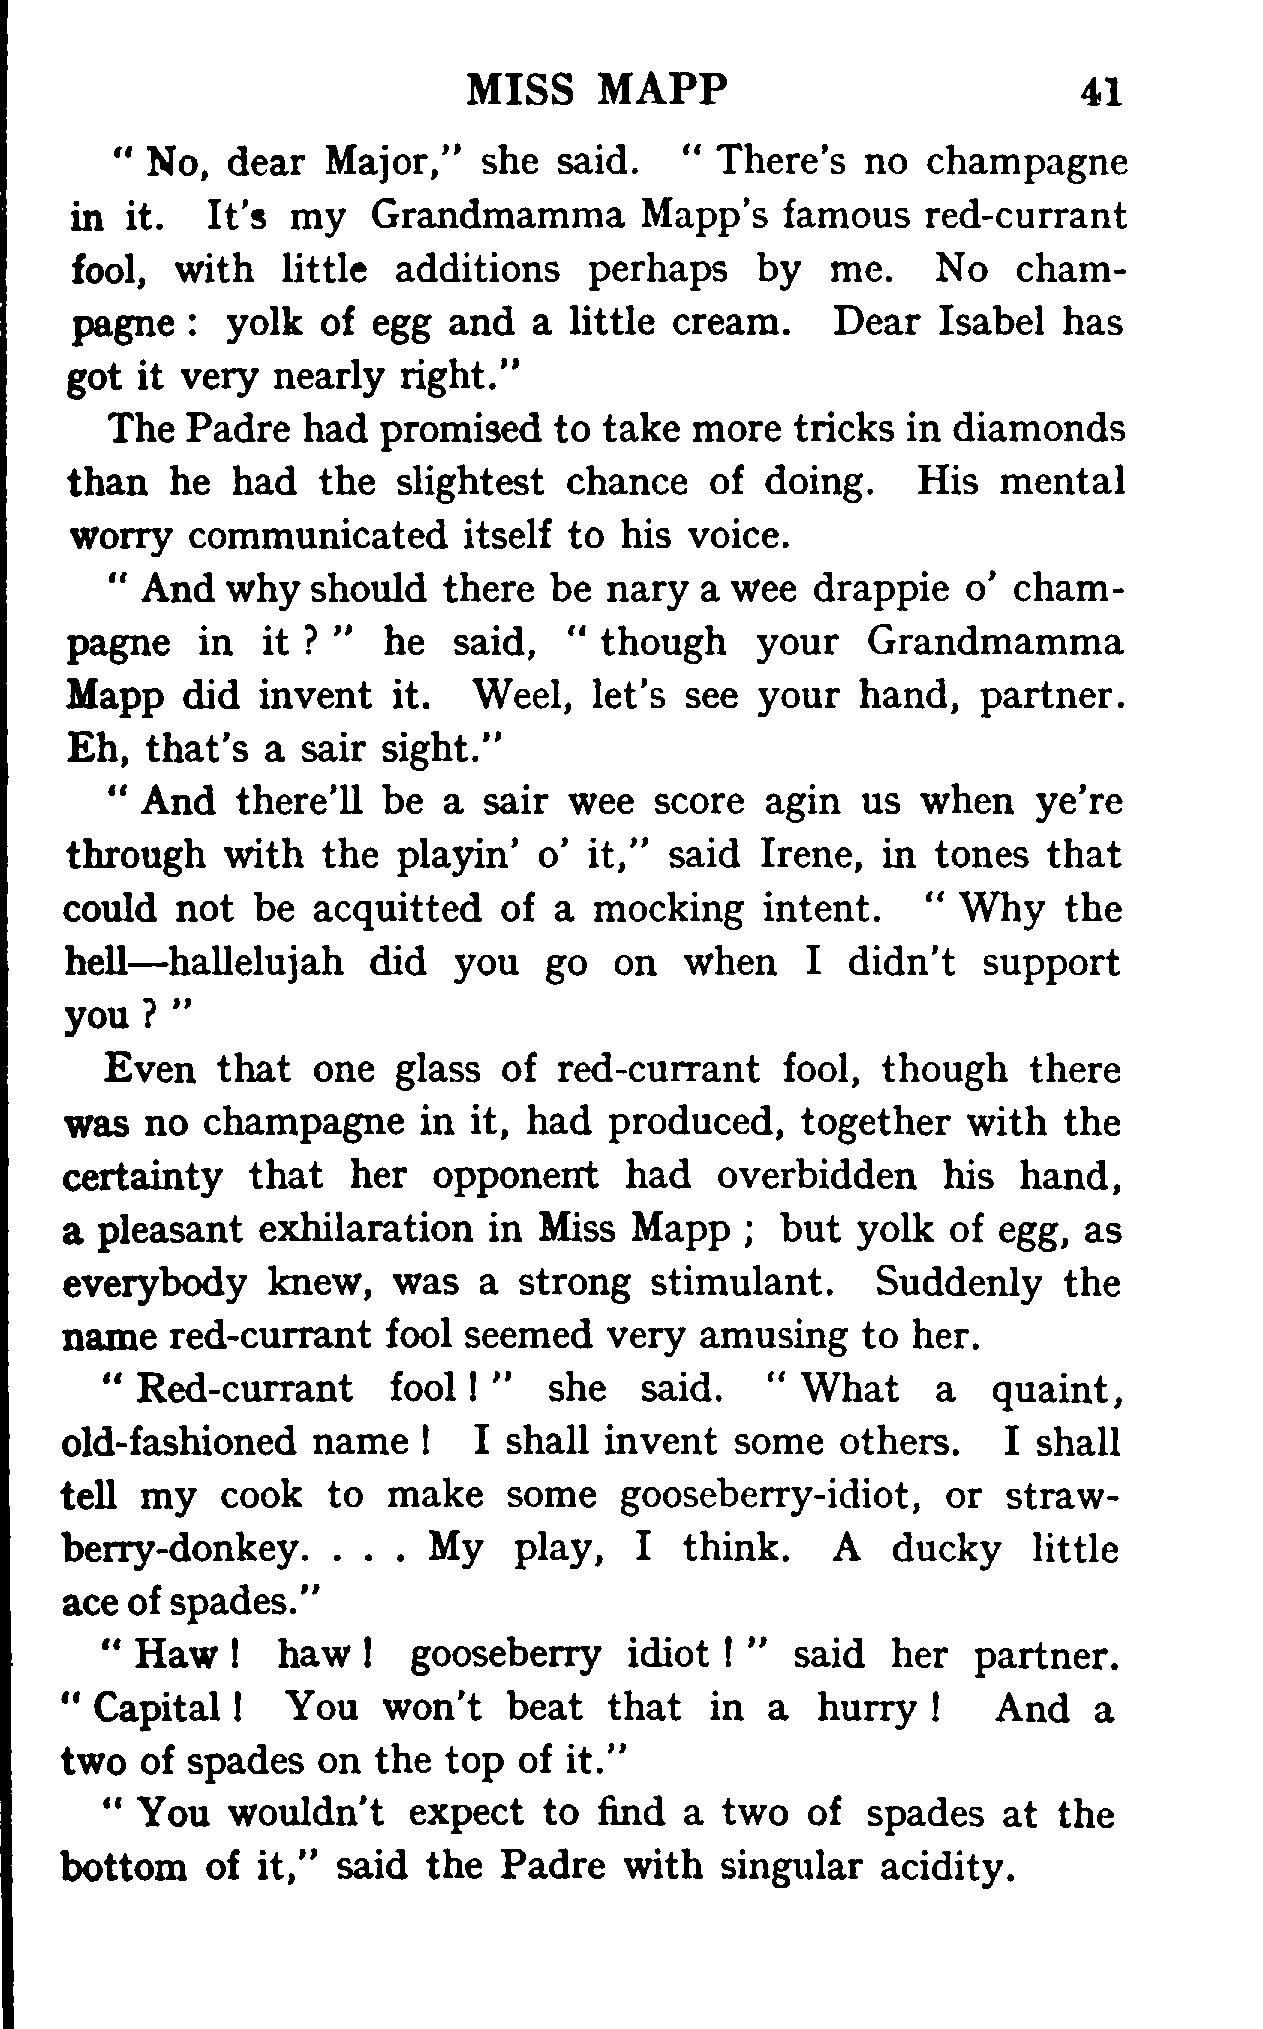 MISS MAPP 41
" No, dear Major," she said. " There's no champagne
in it. It's my Grandmamma Mapp's famous red-currant
fool, with little additions perhaps by me. No cham-
pagne : yolk of egg and a little cream. Dear Isabel has
got it very nearly right."
The Padre had promised to take more tricks in diamonds
than he had the slightest chance of doing. His mental
worry communicated itself to his voice.
" And why should there be nary a wee drappie o' cham-
pagne in it ? " he said, " though your Grandmamma
Mapp did invent it. Weel, let's see your hand, partner.
Eh, that's a sair sight."
" And there'll be a sair wee score agin us when ye're
through with the playin' o' it," said Irene, in tones that
could not be acquitted of a mocking intent. " Why the
hell—hallelujah did you go on when I didn't support
you ? "
Even that one glass of red-currant fool, though there
was no champagne in it, had produced, together with the
certainty that her opponent had overbidden his hand,
a pleasant exhilaration in Miss Mapp ; but yolk of egg, as
everybody knew, was a strong stimulant. Suddenly the
name red-currant fool seemed very amusing to her.
" Red-currant fool ! " she said. " What a quaint,
old-fashioned name ! I shall invent some others. I shall
tell my cook to make some gooseberry-idiot, or straw-
berry-donkey. . . . My play, I think. A ducky little
ace of spades."
" Haw ! haw ! gooseberry idiot ! " said her partner.
" Capital ! You won't beat that in a hurry ! And a
two of spades on the top of it."
" You wouldn't expect to find a two of spades at the
bottom of it," said the Padre with singular acidity.